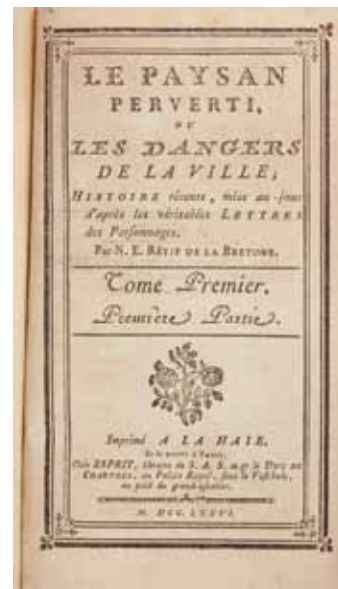 LE PAYSAN
PERVERTI,
OU
LES DANGERS
DE LA VILLE;
HISTOIRE récente, mise au-jour
d'après les véritables LETTRES
des Personnages.
Par N. E. RÉTIF DE LA BRETONE.
Tome Premier.
Première Partie.
Imprimé A LA HAIE.
Et se trouve à Paris,
Chés ESPRIT, libraire de S. A. S. m.gr le DUC DE
CHARTRES, au Palais Royal, sous le Vestibule,
au pied du grand-escalier.
M. DCC. LXXVI.